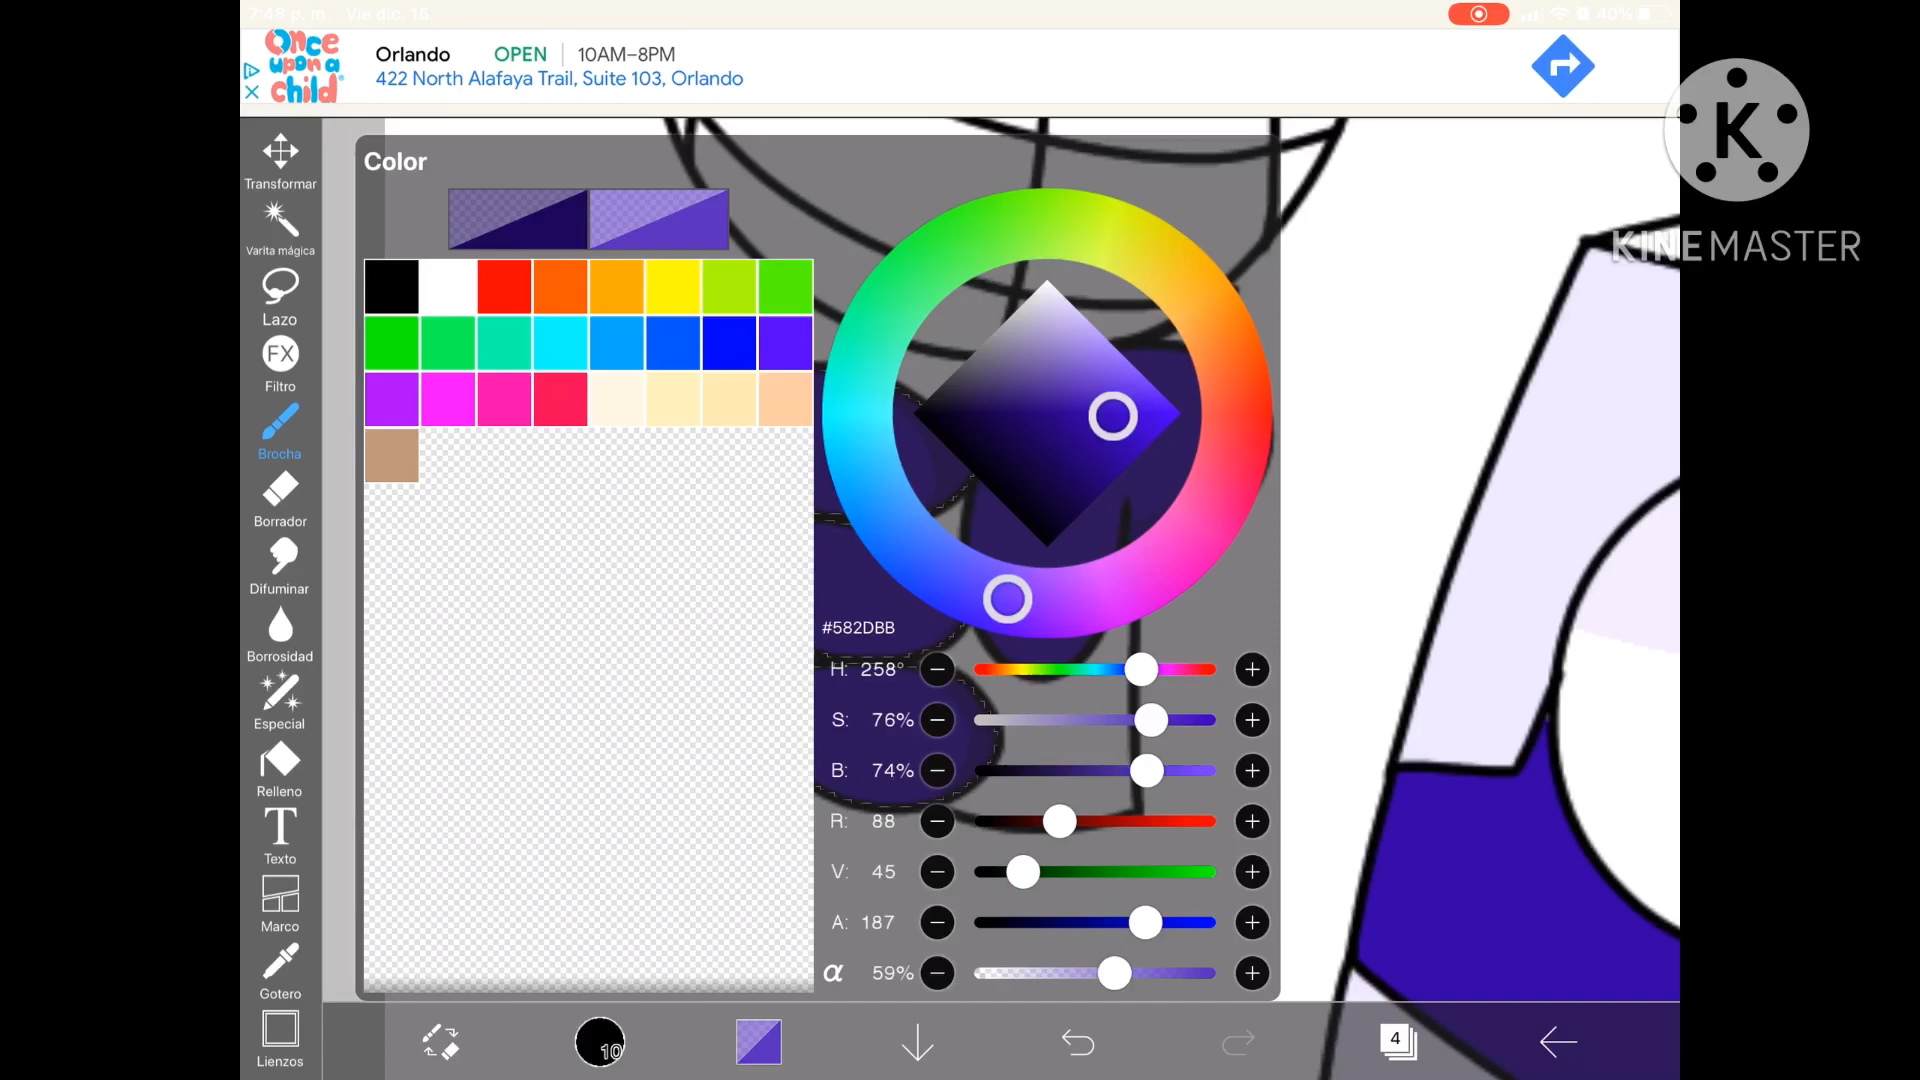 7:48 p. m. Vie dic. 16
40%
Once upon a child
Orlando OPEN 10AM–8PM
422 North Alafaya Trail, Suite 103, Orlando
K
KINEMASTER
Transformar
Varita mágica
Lazo
FX
Filtro
Brocha
Borrador
Difuminar
Borrosidad
Especial
Relleno
T
Texto
Marco
Gotero
Lienzos
Color
#582DBB
H: 258°
S: 76%
B: 74%
R: 88
V: 45
A: 187
α 59%
10
4